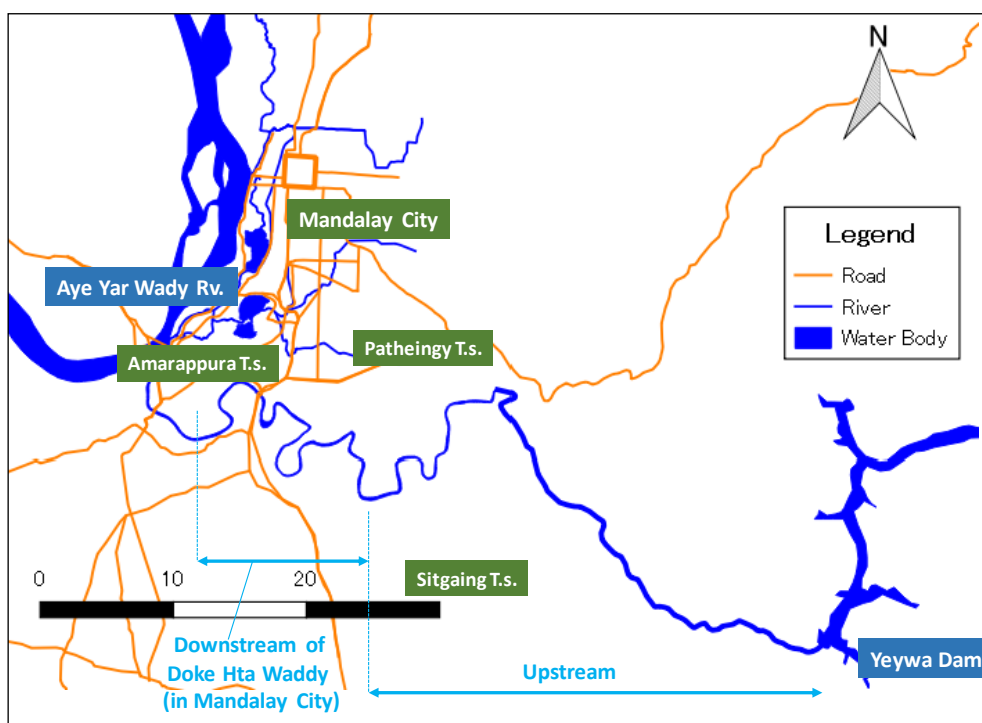 N
Mandalay City
Legend
Road
River
Water Body
Aye Yar Wady Rv.
Amarappura T.s.
Patheingy T.s.
0 10 20
Sitgaing T.s.
Downstream of
Doke Hta Waddy
(in Mandalay City)
Upstream
Yeywa Dam